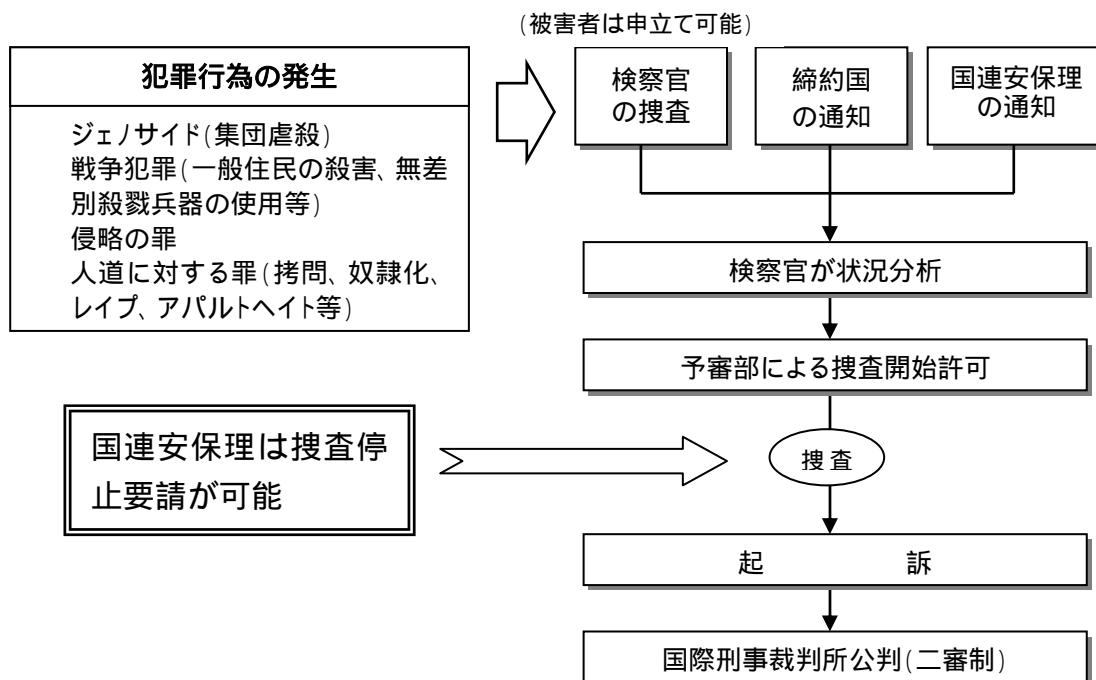 (被害者は申立て可能)
犯罪行為の発生
ジェノサイド(集団虐殺)
戦争犯罪(一般住民の殺害、無差
別殺戮兵器の使用等)
侵略の罪
人道に対する罪(拷問、奴隷化、
レイプ、アパルトヘイト等)
検察官
の捜査
締約国
の通知
国連安保理
の通知
検察官が状況分析
予審部による捜査開始許可
国連安保理は捜査停
止要請が可能
捜査
起訴
国際刑事裁判所公判(二審制)